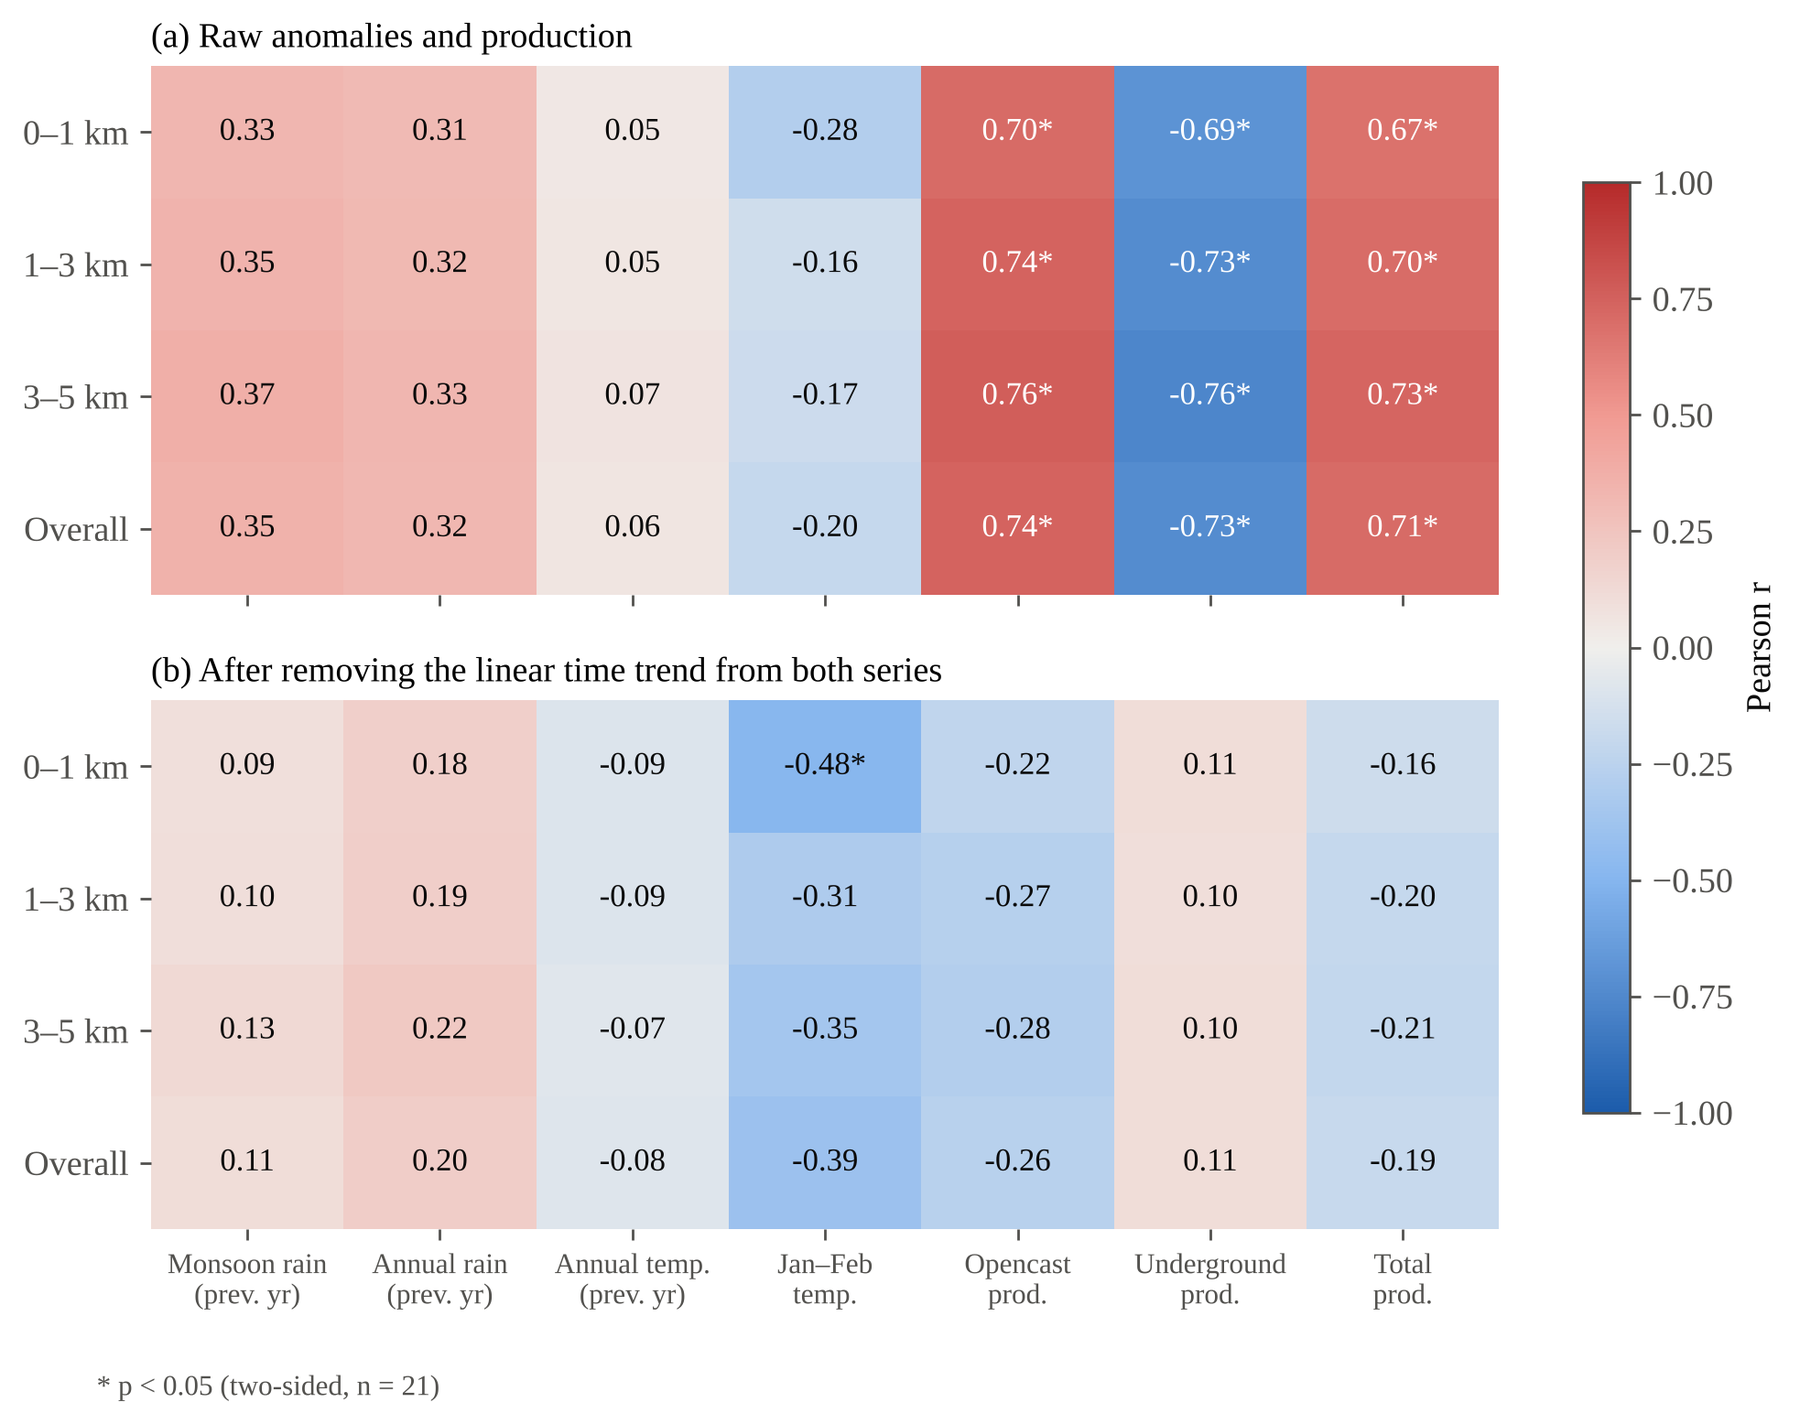 (a) Raw anomalies and production
0–1 km 0.33 0.31 0.05 -0.28 0.70* -0.69* 0.67*
1–3 km 0.35 0.32 0.05 -0.16 0.74* -0.73* 0.70*
3–5 km 0.37 0.33 0.07 -0.17 0.76* -0.76* 0.73*
Overall 0.35 0.32 0.06 -0.20 0.74* -0.73* 0.71*
(b) After removing the linear time trend from both series
0–1 km 0.09 0.18 -0.09 -0.48* -0.22 0.11 -0.16
1–3 km 0.10 0.19 -0.09 -0.31 -0.27 0.10 -0.20
3–5 km 0.13 0.22 -0.07 -0.35 -0.28 0.10 -0.21
Overall 0.11 0.20 -0.08 -0.39 -0.26 0.11 -0.19
Monsoon rain Annual rain Annual temp. Jan–Feb Opencast Underground Total
(prev. yr) (prev. yr) (prev. yr) temp. prod. prod. prod.
* p < 0.05 (two-sided, n = 21)
1.00
0.75
0.50
0.25
0.00
−0.25
−0.50
−0.75
−1.00
Pearson r